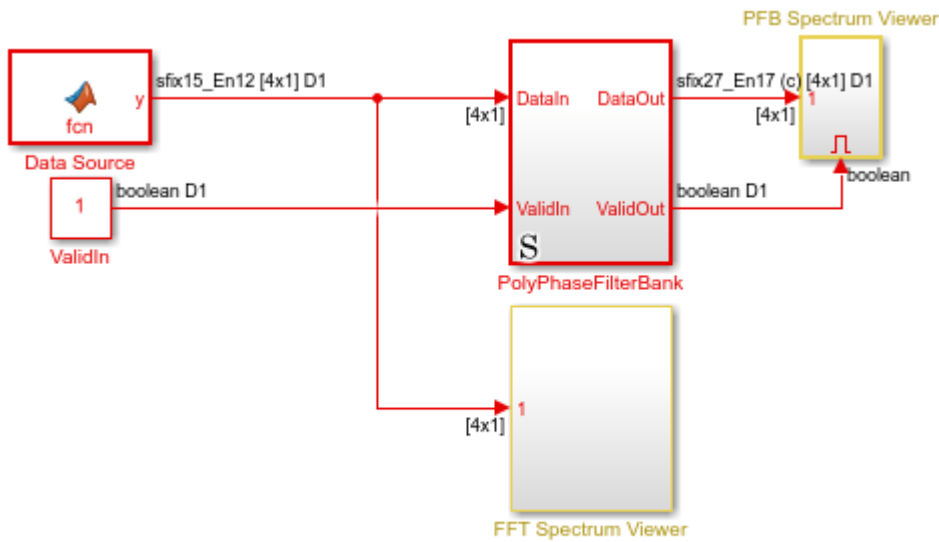 PFB Spectrum Viewer
sfix15_En12 [4x1] D1
sfix27_En17 (c) [4x1] D1
y
DataIn
DataOut
1
[4x1]
[4x1]
fcn
Data Source
boolean D1
boolean D1
boolean
1
ValidIn
ValidOut
ValidIn
S
PolyPhaseFilterBank
1
[4x1]
FFT Spectrum Viewer